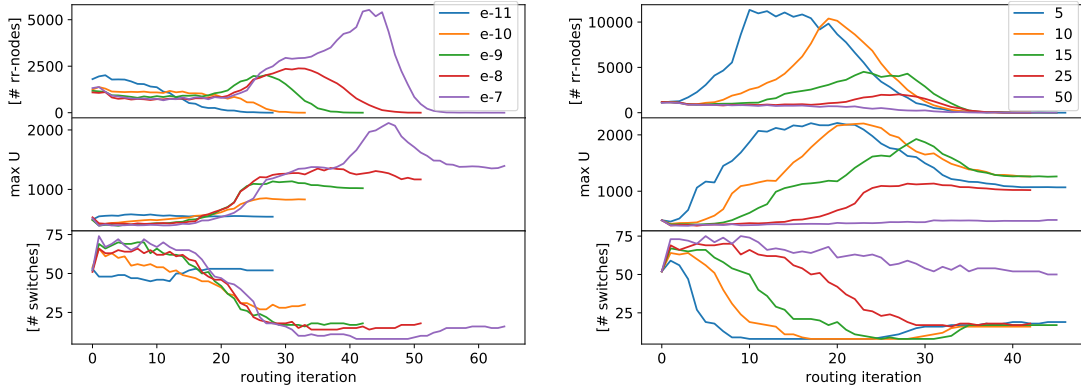 [# rr-nodes]
5000
2500
0
e-11
e-10
e-9
e-8
e-7
max U
2000
1000
[# switches]
75
50
25
0 10 20 30 40 50 60
routing iteration
[# rr-nodes]
10000
5000
0
5
10
15
25
50
max U
2000
1000
[# switches]
75
50
25
0 10 20 30 40
routing iteration